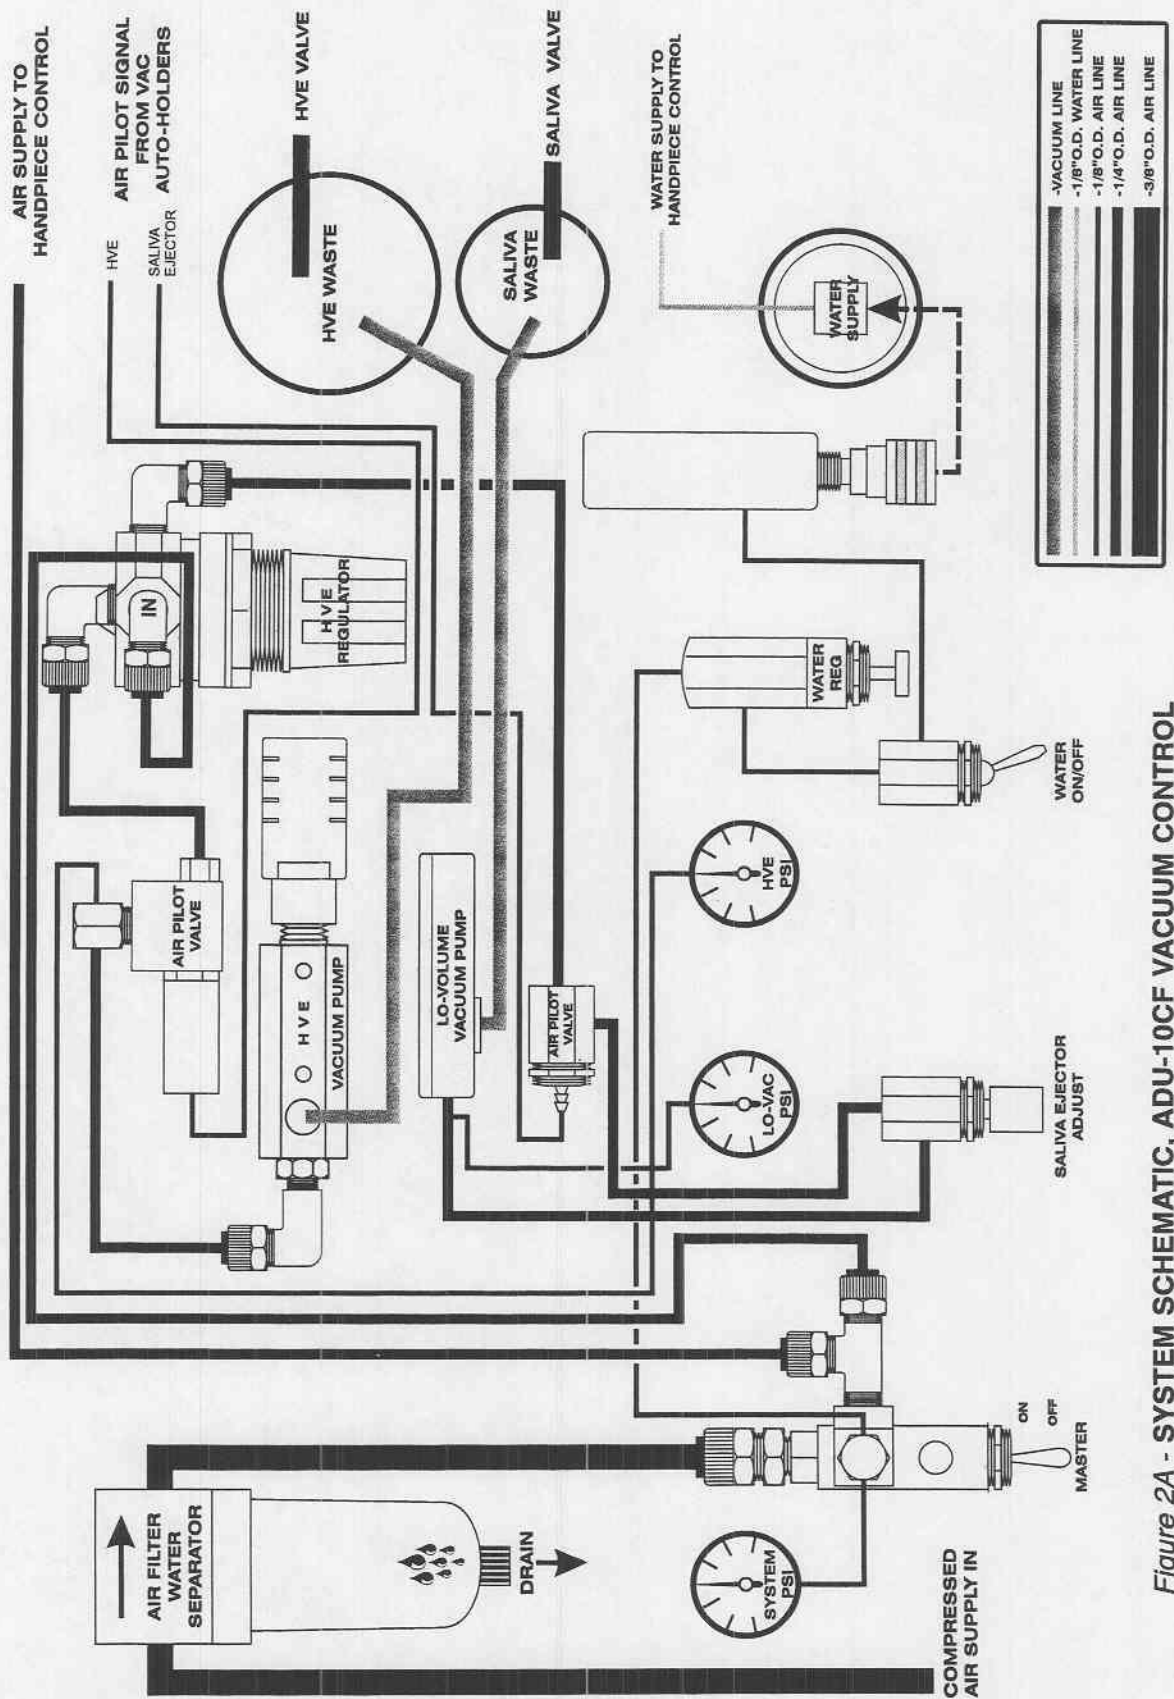 AIR SUPPLY TO
HANDPIECE CONTROL
AIR PILOT SIGNAL
FROM VAC
AUTO-HOLDERS
HVE
SALIVA
EJECTOR
HVE VALVE
HVE WASTE
SALIVA VALVE
SALIVA
WASTE
WATER SUPPLY TO
HANDPIECE CONTROL
WATER
SUPPLY
-VACUUM LINE
-1/8"O.D. WATER LINE
-1/8"O.D. AIR LINE
-1/4"O.D. AIR LINE
-3/8"O.D. AIR LINE
IN
HVE
REGULATOR
AIR PILOT
VALVE
HVE
VACUUM PUMP
LO-VOLUME
VACUUM PUMP
AIR PILOT
VALVE
WATER
REG
WATER
ON/OFF
HVE
PSI
LO-VAC
PSI
SALIVA EJECTOR
ADJUST
AIR FILTER
WATER
SEPARATOR
DRAIN
SYSTEM
PSI
ON
OFF
MASTER
COMPRESSED
AIR SUPPLY IN
Figure 2A - SYSTEM SCHEMATIC, ADU-10CF VACUUM CONTROL